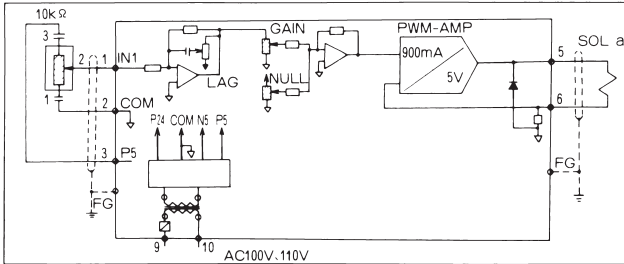 10kΩ
3
2
1
IN1
1
2
COM
3
P5
FG
LAG
GAIN
NULL
PWM-AMP
900mA
5V
5
SOL a
6
FG
P24 COM N5 P5
9
10
AC100V、110V